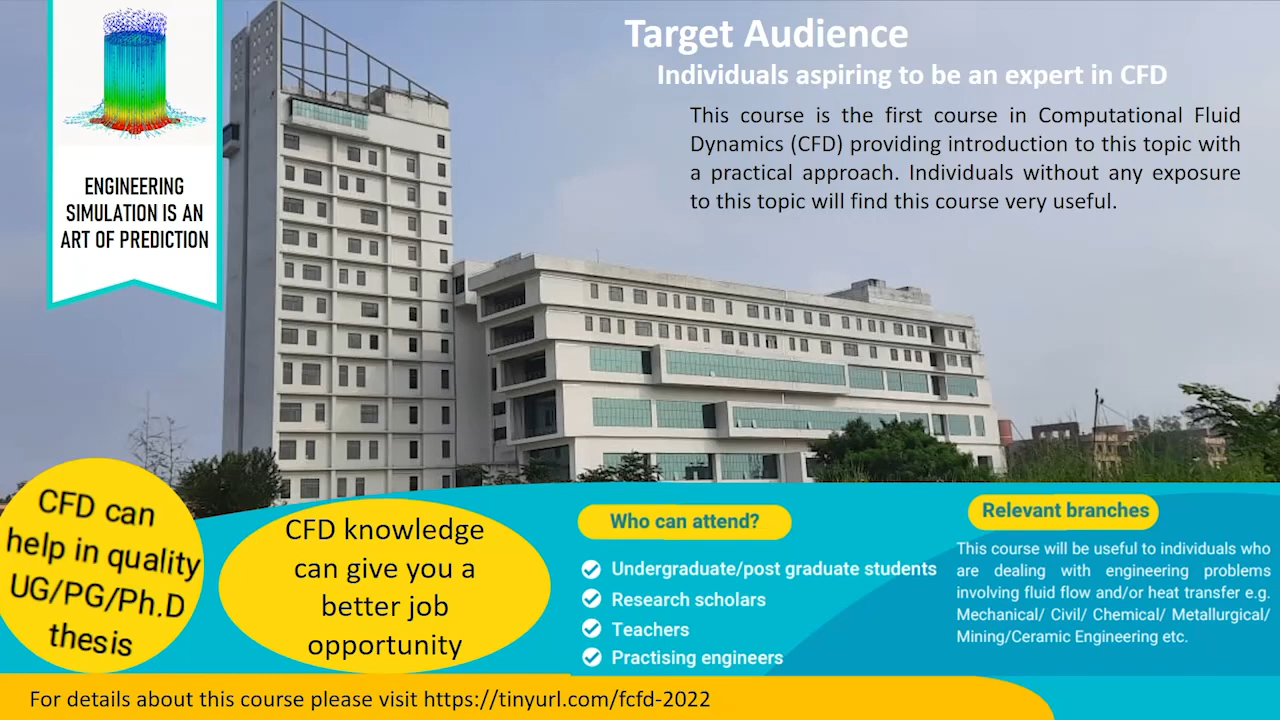 ENGINEERING
SIMULATION IS AN
ART OF PREDICTION
Target Audience
Individuals aspiring to be an expert in CFD
This course is the first course in Computational Fluid
Dynamics (CFD) providing introduction to this topic with
a practical approach. Individuals without any exposure
to this topic will find this course very useful.
CFD can
help in quality
UG/PG/Ph.D
thesis
CFD knowledge
can give you a
better job
opportunity
Who can attend?
Undergraduate/post graduate students
Research scholars
Teachers
Practising engineers
Relevant branches
This course will be useful to individuals who
are dealing with engineering problems
involving fluid flow and/or heat transfer e.g.
Mechanical/ Civil/ Chemical/ Metallurgical/
Mining/Ceramic Engineering etc.
For details about this course please visit https://tinyurl.com/fcfd-2022